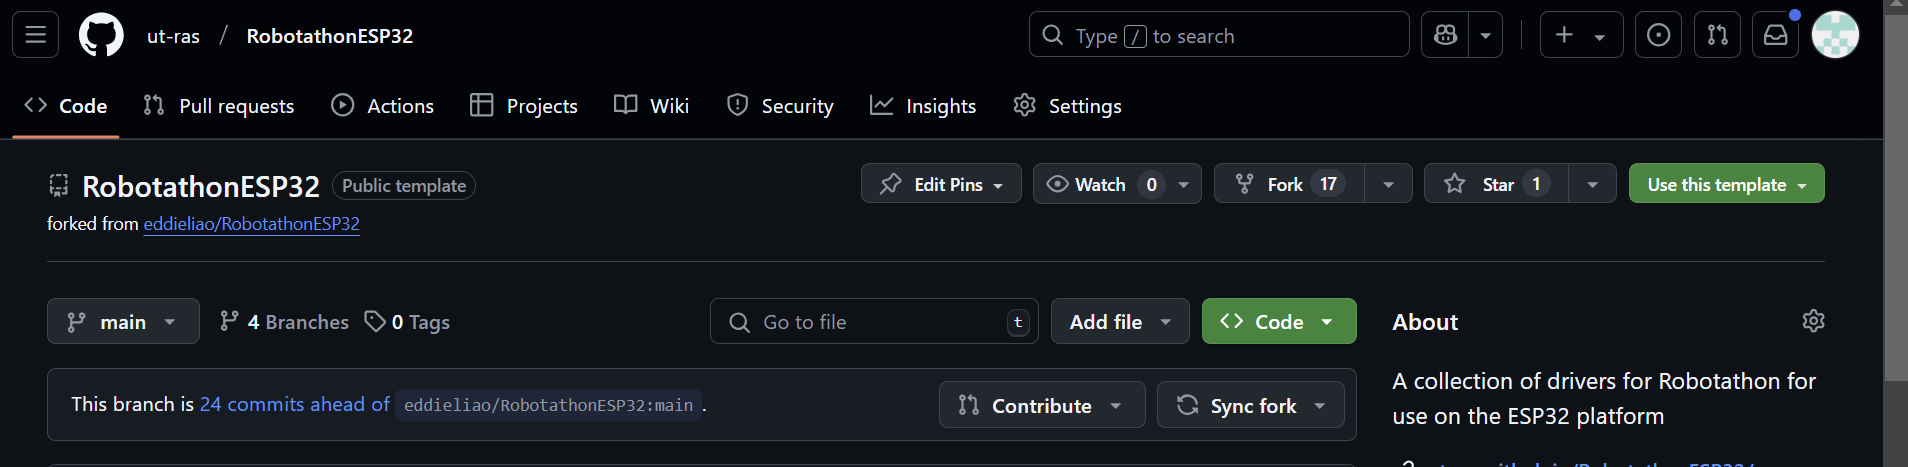 ut-ras / RobotathonESP32
Type / to search
Code Pull requests Actions Projects Wiki Security Insights Settings
RobotathonESP32 Public template
Edit Pins Watch 0 Fork 17 Star 1 Use this template
forked from eddieliao/RobotathonESP32
main 4 Branches 0 Tags Go to file t Add file Code
About
This branch is 24 commits ahead of eddieliao/RobotathonESP32:main.
Contribute Sync fork
A collection of drivers for Robotathon for
use on the ESP32 platform